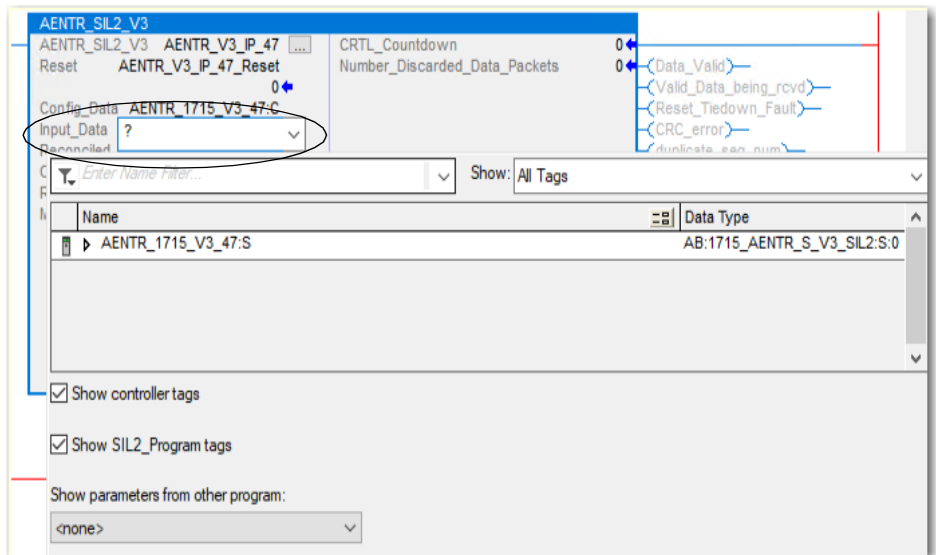 AENTR_SIL2_V3
AENTR_SIL2_V3 AENTR_V3_IP_47 ... CRTL_Countdown 0
Reset AENTR_V3_IP_47_Reset Number_Discarded_Data_Packets 0 (Data_Valid)
0 (Valid_Data_being_rcvd)
Config_Data AENTR_1715_V3_47:C (Reset_Tiedown_Fault)
Input_Data ? (CRC_error)
Reconciled (duplicate_seq_num)
Enter Name Filter... Show: All Tags
Name Data Type
AENTR_1715_V3_47:S AB:1715_AENTR_S_V3_SIL2:S:0
Show controller tags
Show SIL2_Program tags
Show parameters from other program:
<none>